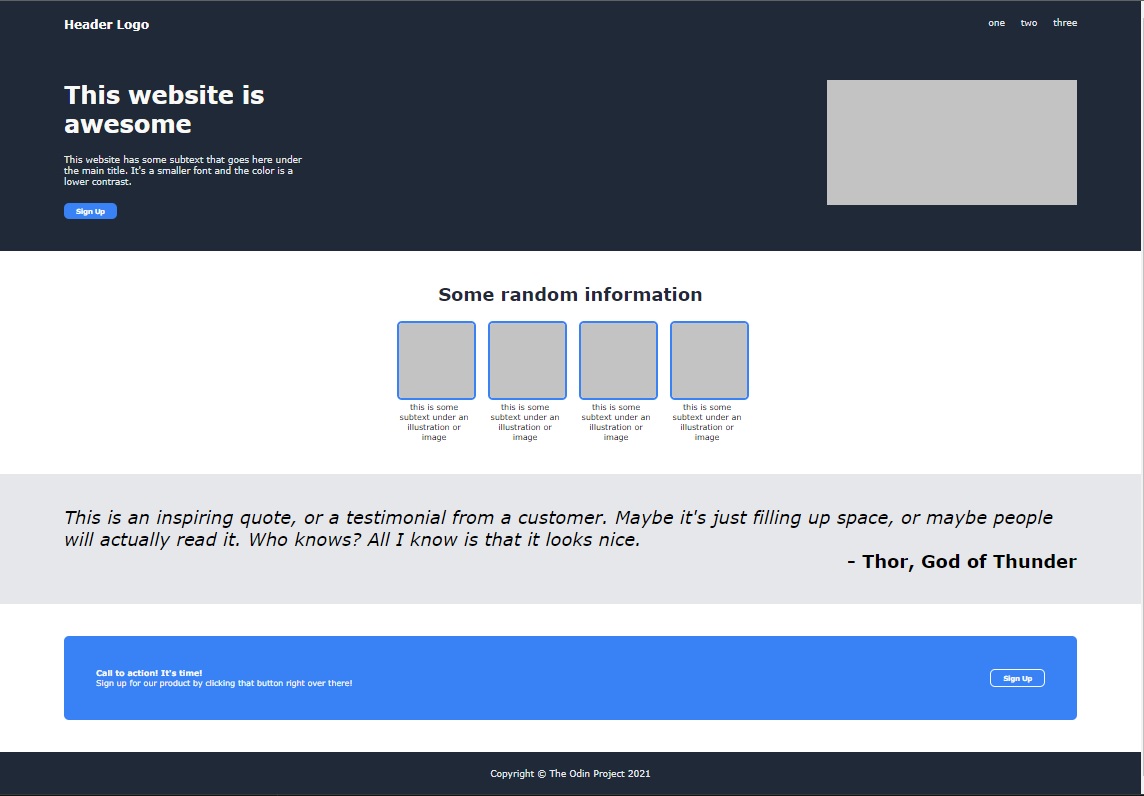 Header Logo
one two three
This website is
awesome
This website has some subtext that goes here under
the main title. It's a smaller font and the color is a
lower contrast.
Sign Up
Some random information
this is some
subtext under an
illustration or
image
this is some
subtext under an
illustration or
image
this is some
subtext under an
illustration or
image
this is some
subtext under an
illustration or
image
This is an inspiring quote, or a testimonial from a customer. Maybe it's just filling up space, or maybe people
will actually read it. Who knows? All I know is that it looks nice.
- Thor, God of Thunder
Call to action! It's time!
Sign up for our product by clicking that button right over there!
Sign Up
Copyright © The Odin Project 2021